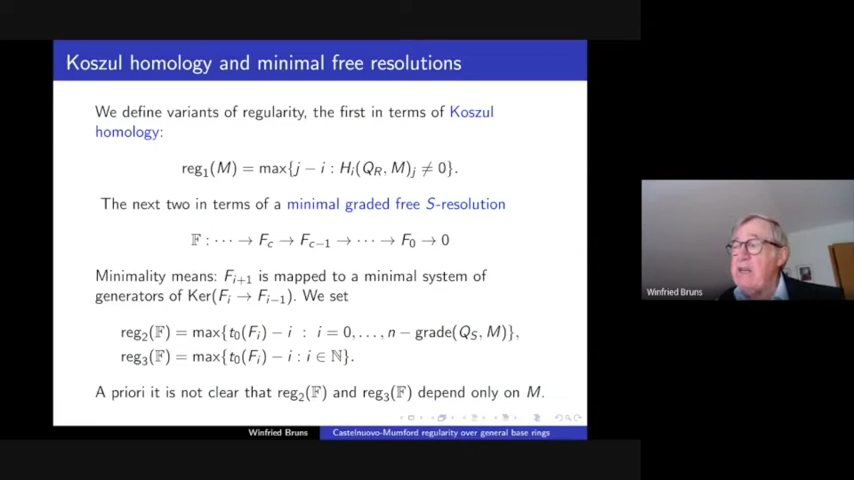 Koszul homology and minimal free resolutions
We define variants of regularity, the first in terms of Koszul
homology:
reg₁(M) = max{j − i : Hᵢ(Q_R, M)ⱼ ≠ 0}.
The next two in terms of a minimal graded free S-resolution
𝔽 : ⋯ → F_c → F_{c−1} → ⋯ → F₀ → 0
Minimality means: F_{i+1} is mapped to a minimal system of
generators of Ker(F_i → F_{i−1}). We set
reg₂(𝔽) = max{t₀(F_i) − i : i = 0, . . . , n − grade(Q_S, M)},
reg₃(𝔽) = max{t₀(F_i) − i : i ∈ ℕ}.
A priori it is not clear that reg₂(𝔽) and reg₃(𝔽) depend only on M.
Winfried Bruns
Castelnuovo-Mumford regularity over general base rings
Winfried Bruns